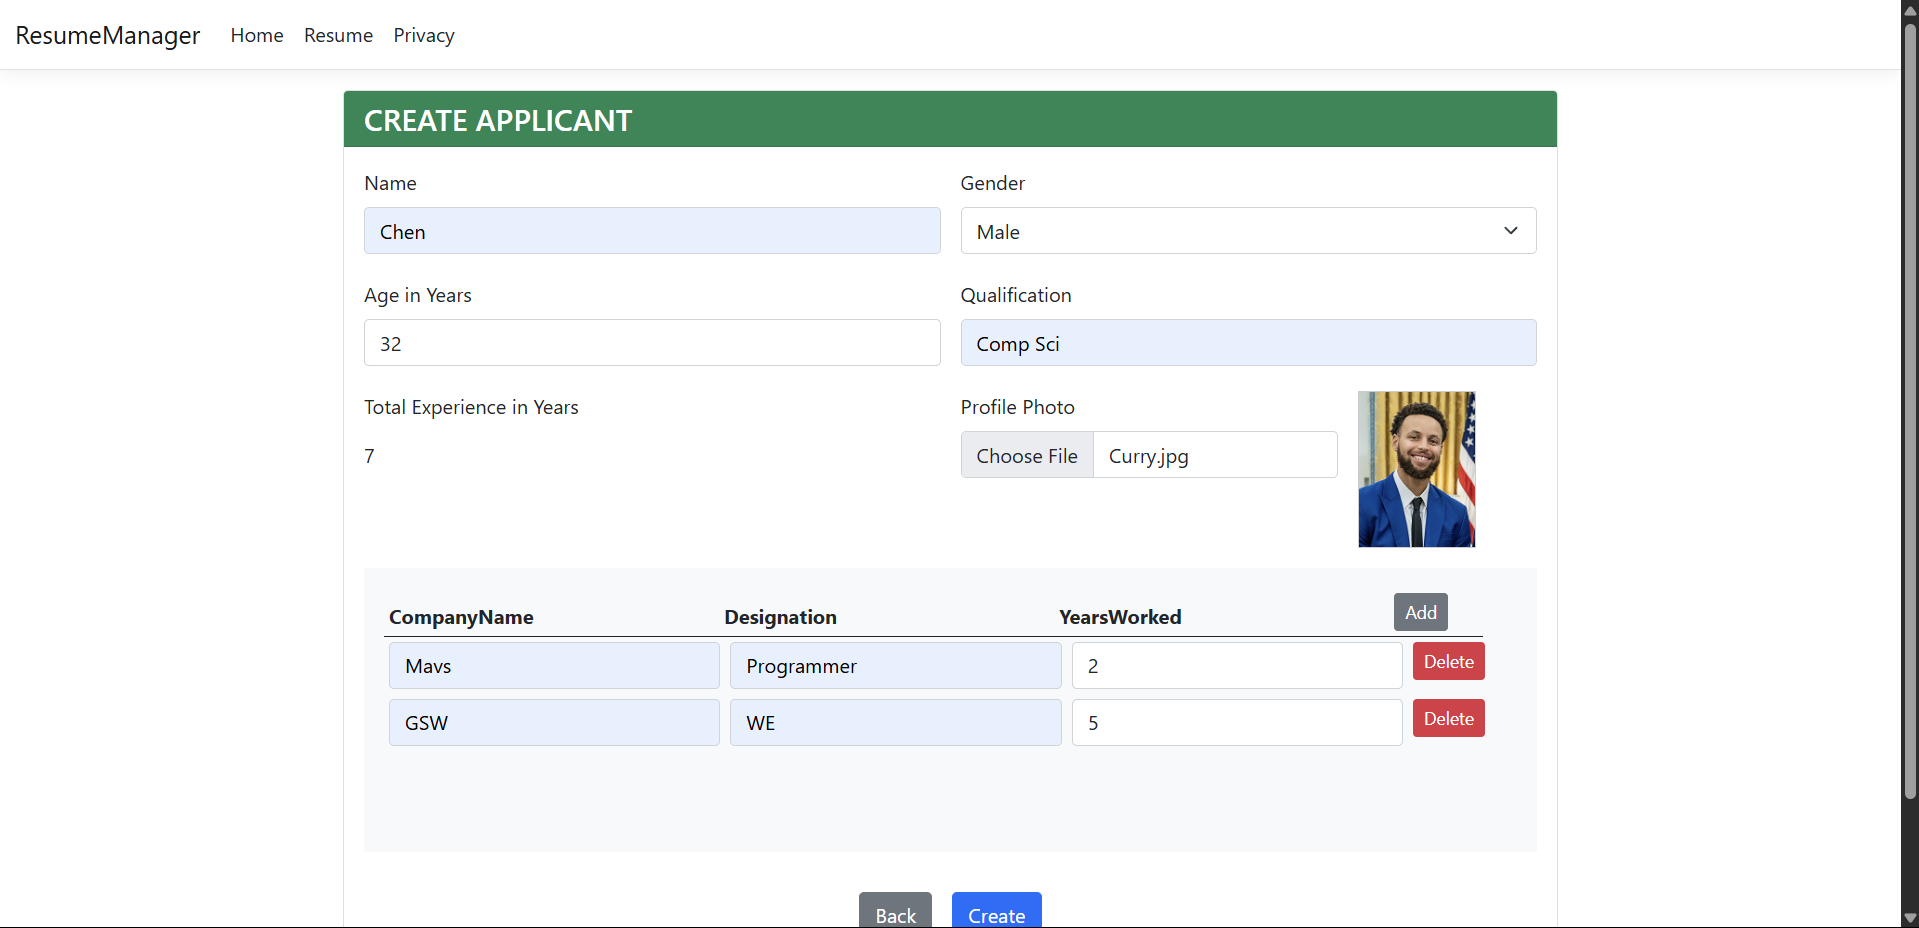 ResumeManager Home Resume Privacy
CREATE APPLICANT
Name Gender
Chen Male
Age in Years Qualification
32 Comp Sci
Total Experience in Years Profile Photo
7 Choose File Curry.jpg
CompanyName Designation YearsWorked Add
Mavs Programmer 2 Delete
GSW WE 5 Delete
Back Create